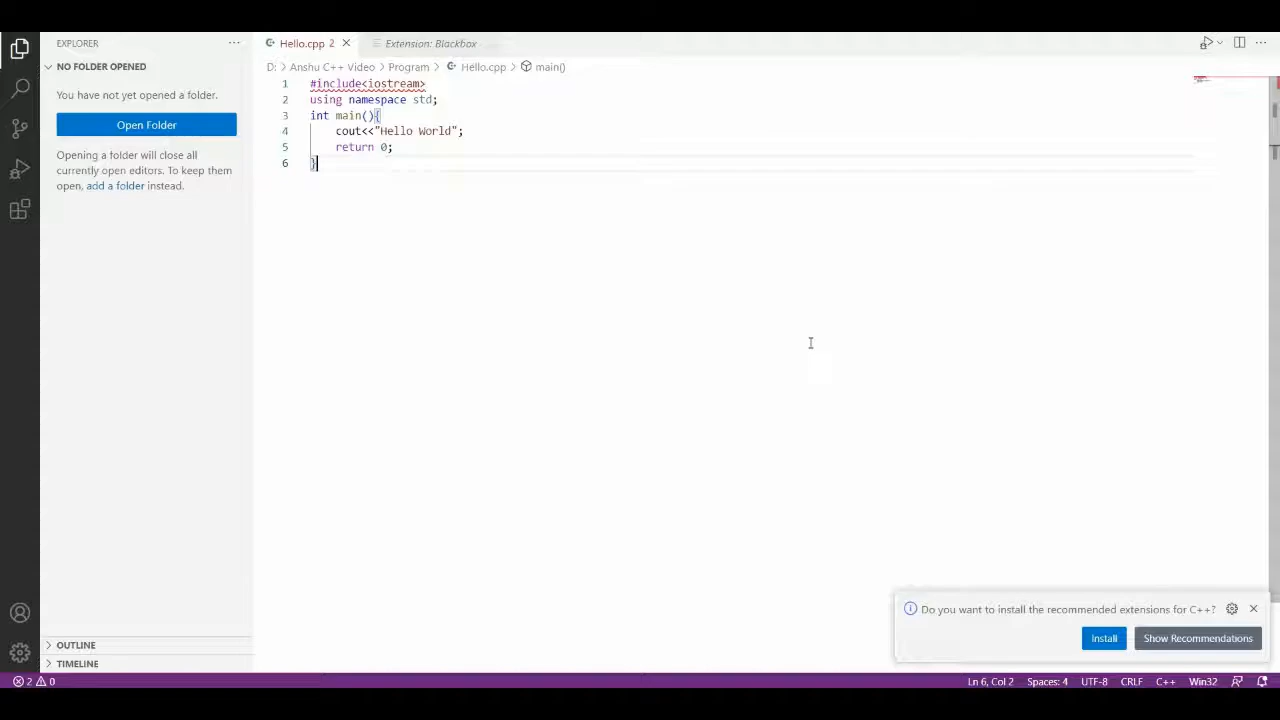 EXPLORER
NO FOLDER OPENED
You have not yet opened a folder.
Open Folder
Opening a folder will close all
currently open editors. To keep them
open, add a folder instead.
OUTLINE
TIMELINE
Hello.cpp 2
Extension: Blackbox
D: > Anshu C++ Video > Program > Hello.cpp > main()
1 #include<iostream>
2 using namespace std;
3 int main(){
4 cout<<"Hello World";
5 return 0;
6 }
Do you want to install the recommended extensions for C++?
Install
Show Recommendations
2 0
Ln 6, Col 2 Spaces: 4 UTF-8 CRLF C++ Win32